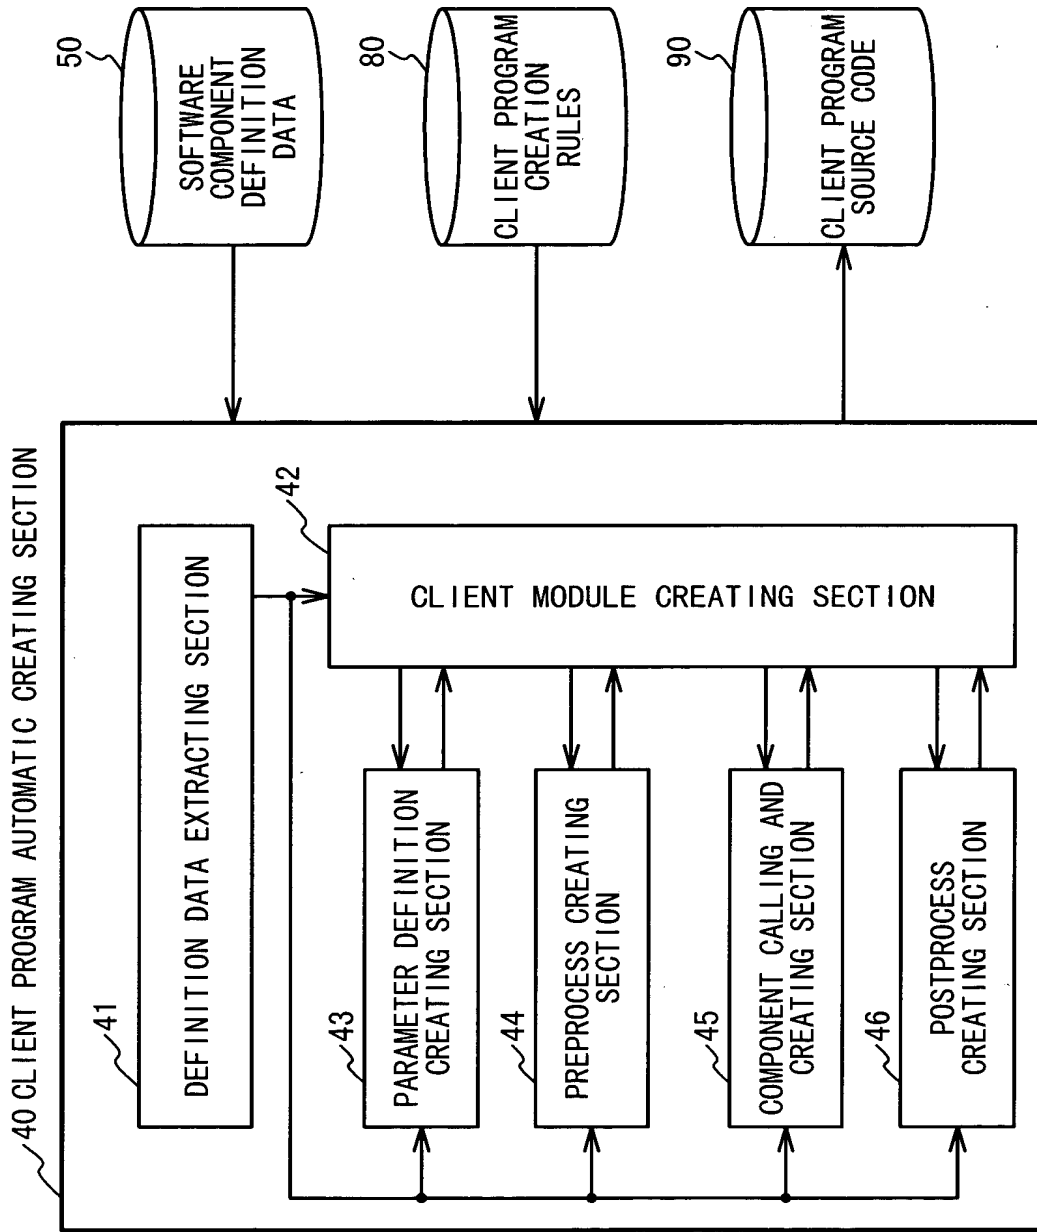 40 CLIENT PROGRAM AUTOMATIC CREATING SECTION
41
DEFINITION DATA EXTRACTING SECTION
42
CLIENT MODULE CREATING SECTION
43
PARAMETER DEFINITION
CREATING SECTION
44
PREPROCESS CREATING
SECTION
45
COMPONENT CALLING AND
CREATING SECTION
46
POSTPROCESS
CREATING SECTION
50
SOFTWARE
COMPONENT
DEFINITION
DATA
80
CLIENT PROGRAM
CREATION
RULES
90
CLIENT PROGRAM
SOURCE CODE